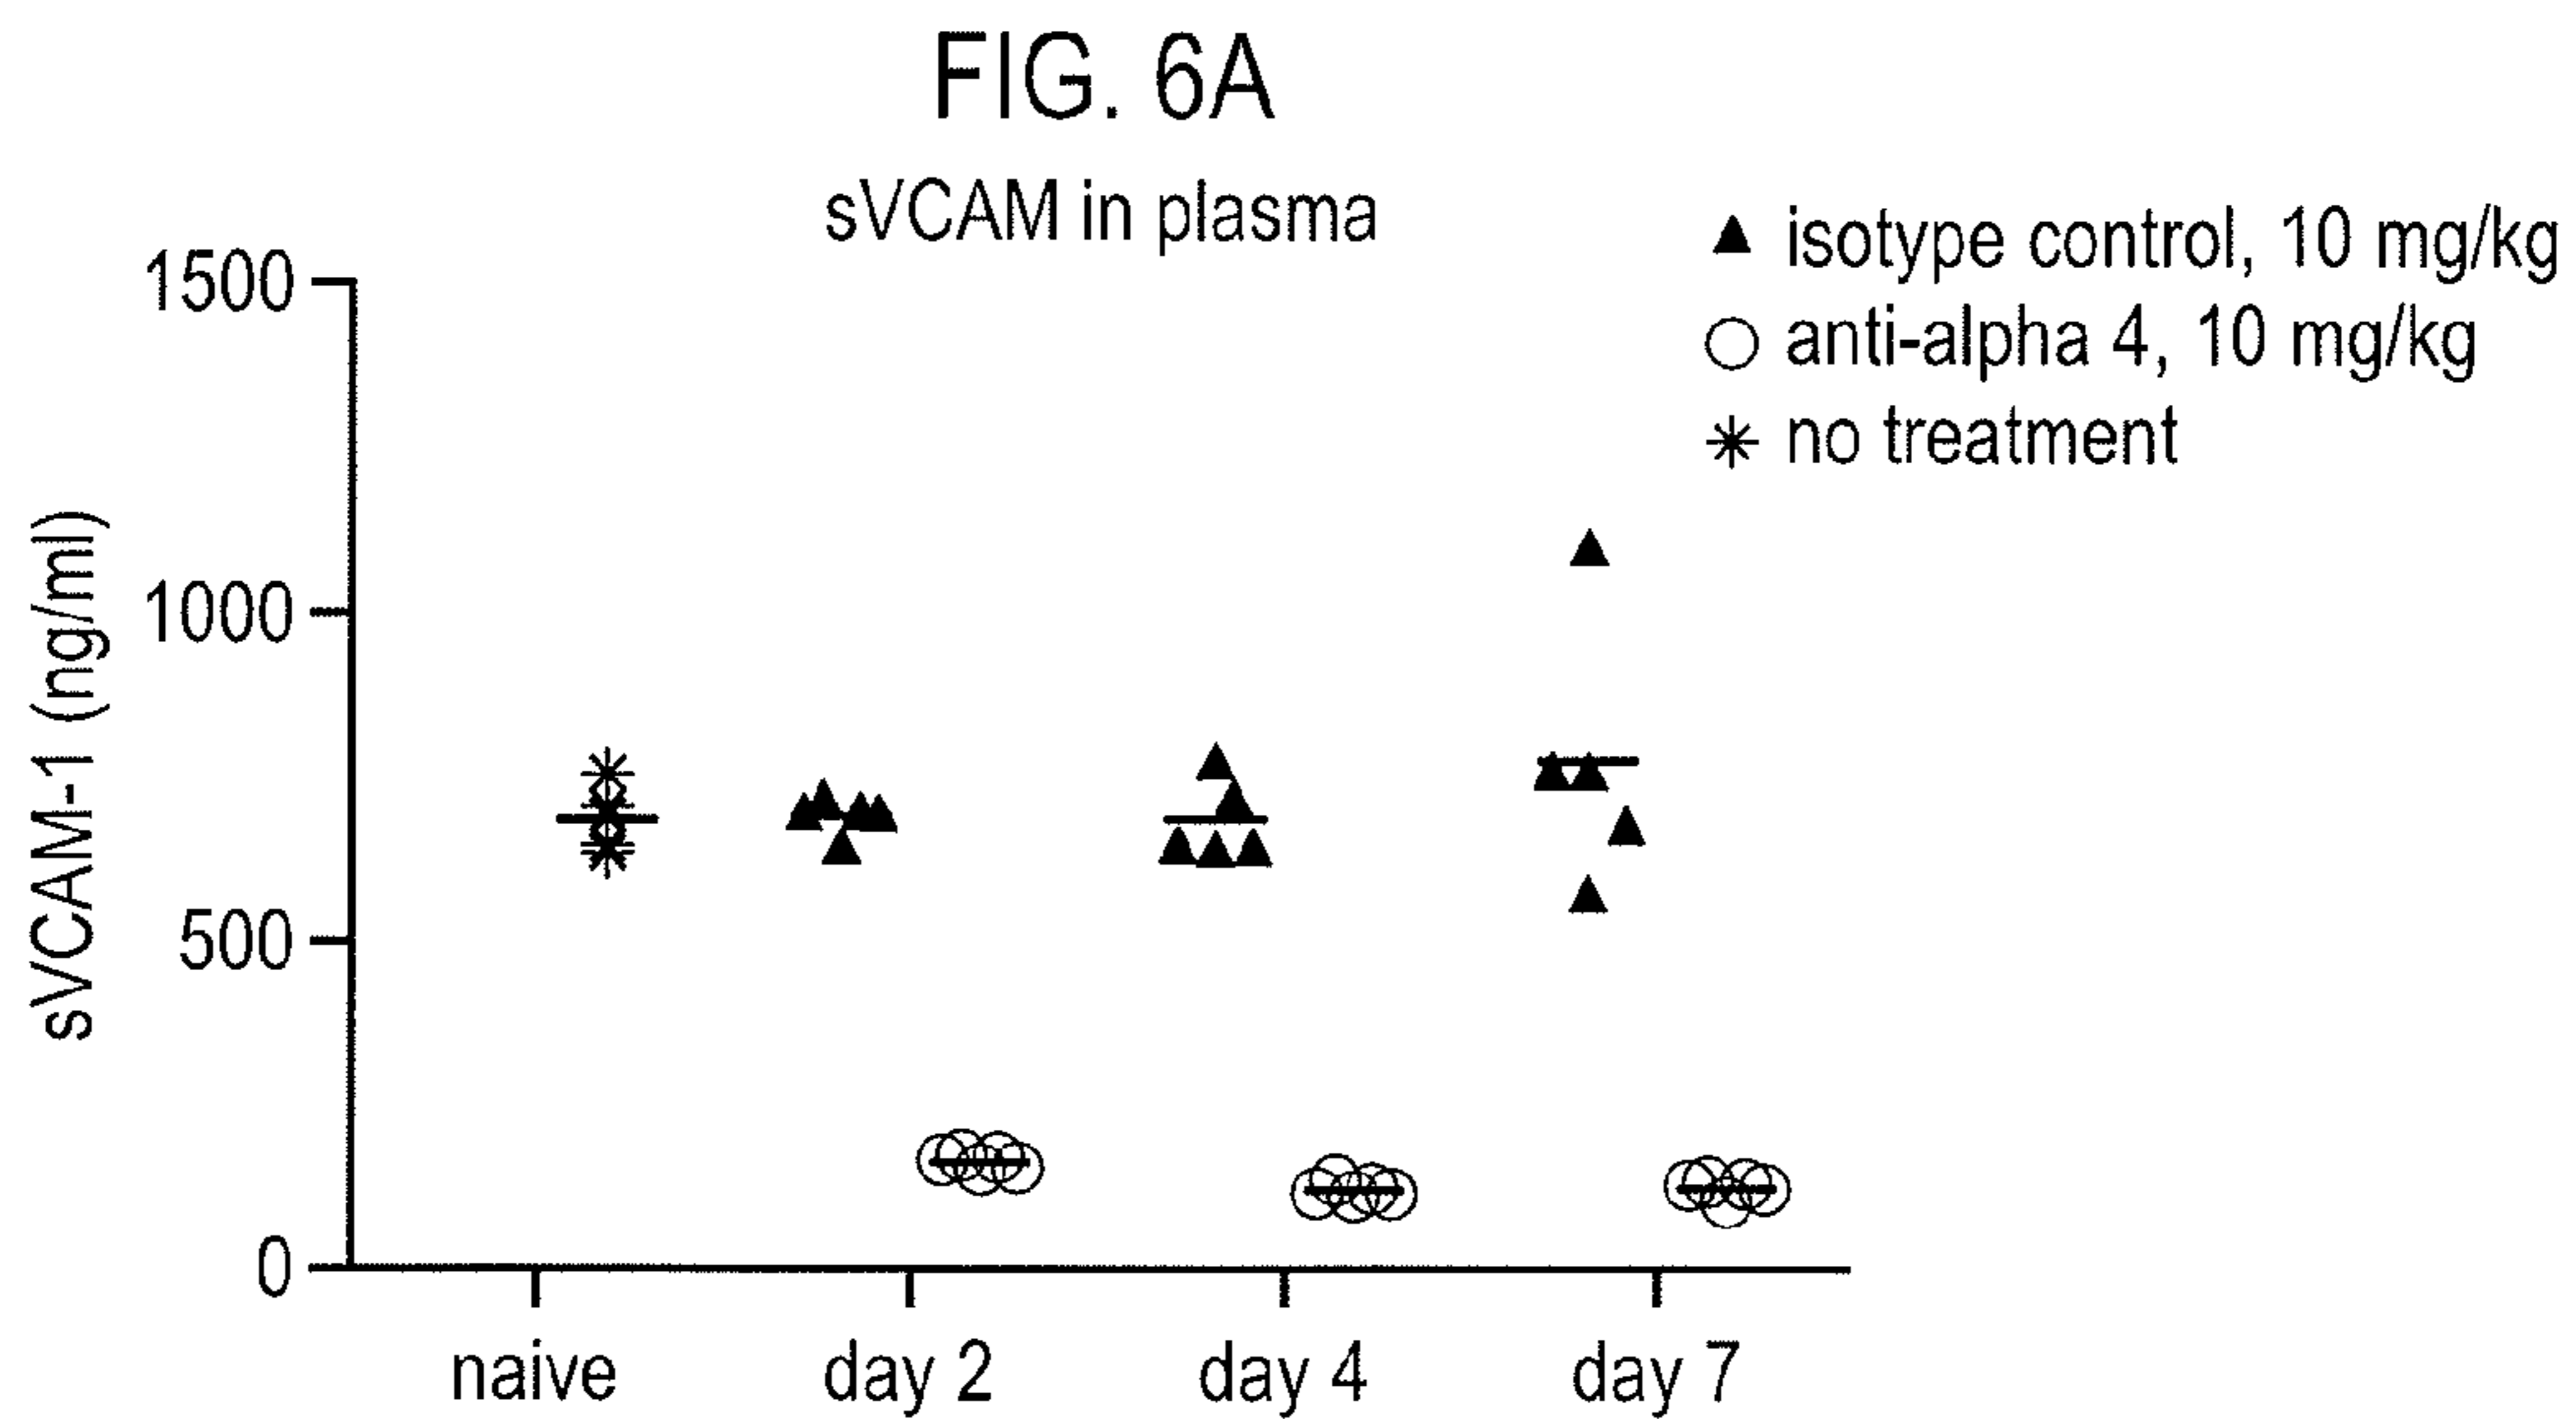 FIG. 6A
sVCAM in plasma
isotype control, 10 mg/kg
anti-alpha 4, 10 mg/kg
no treatment
sVCAM-1 (ng/ml)
1500
1000
500
0
naive
day 2
day 4
day 7